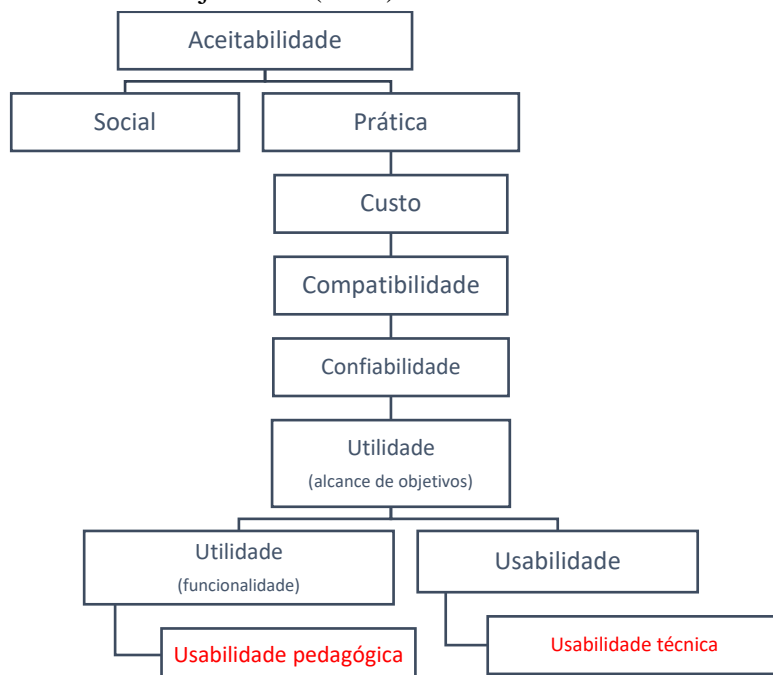 Aceitabilidade
Social
Prática
Custo
Compatibilidade
Confiabilidade
Utilidade
(alcance de objetivos)
Utilidade
(funcionalidade)
Usabilidade
Usabilidade pedagógica
Usabilidade técnica